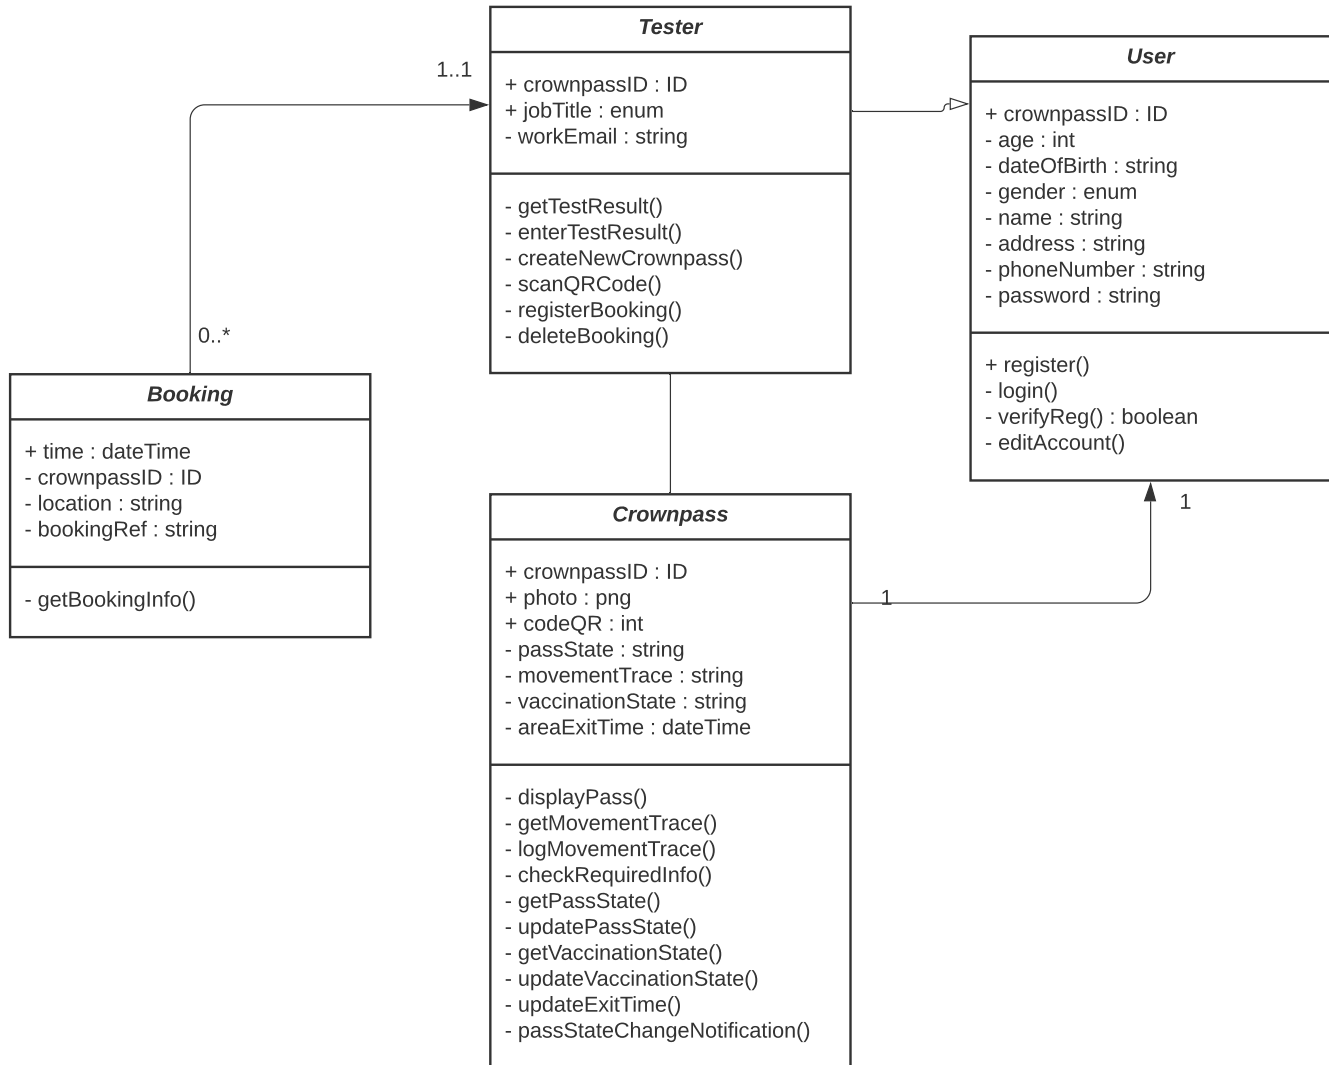 Tester
+ crownpassID : ID
+ jobTitle : enum
- workEmail : string
- getTestResult()
- enterTestResult()
- createNewCrownpass()
- scanQRCode()
- registerBooking()
- deleteBooking()
User
+ crownpassID : ID
- age : int
- dateOfBirth : string
- gender : enum
- name : string
- address : string
- phoneNumber : string
- password : string
+ register()
- login()
- verifyReg() : boolean
- editAccount()
1..1
0..*
Booking
+ time : dateTime
- crownpassID : ID
- location : string
- bookingRef : string
- getBookingInfo()
Crownpass
+ crownpassID : ID
+ photo : png
+ codeQR : int
- passState : string
- movementTrace : string
- vaccinationState : string
- areaExitTime : dateTime
- displayPass()
- getMovementTrace()
- logMovementTrace()
- checkRequiredInfo()
- getPassState()
- updatePassState()
- getVaccinationState()
- updateVaccinationState()
- updateExitTime()
- passStateChangeNotification()
1
1